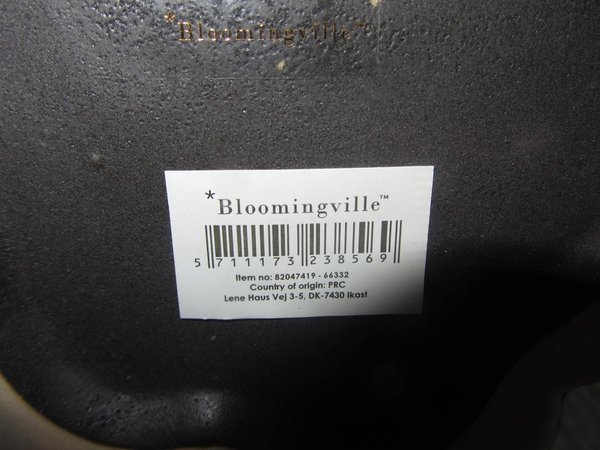 *Bloomingville™
*Bloomingville™
5 711173 238569
Item no: 82047419 - 66332
Country of origin: PRC
Lene Haus Vej 3-5, DK-7430 Ikast